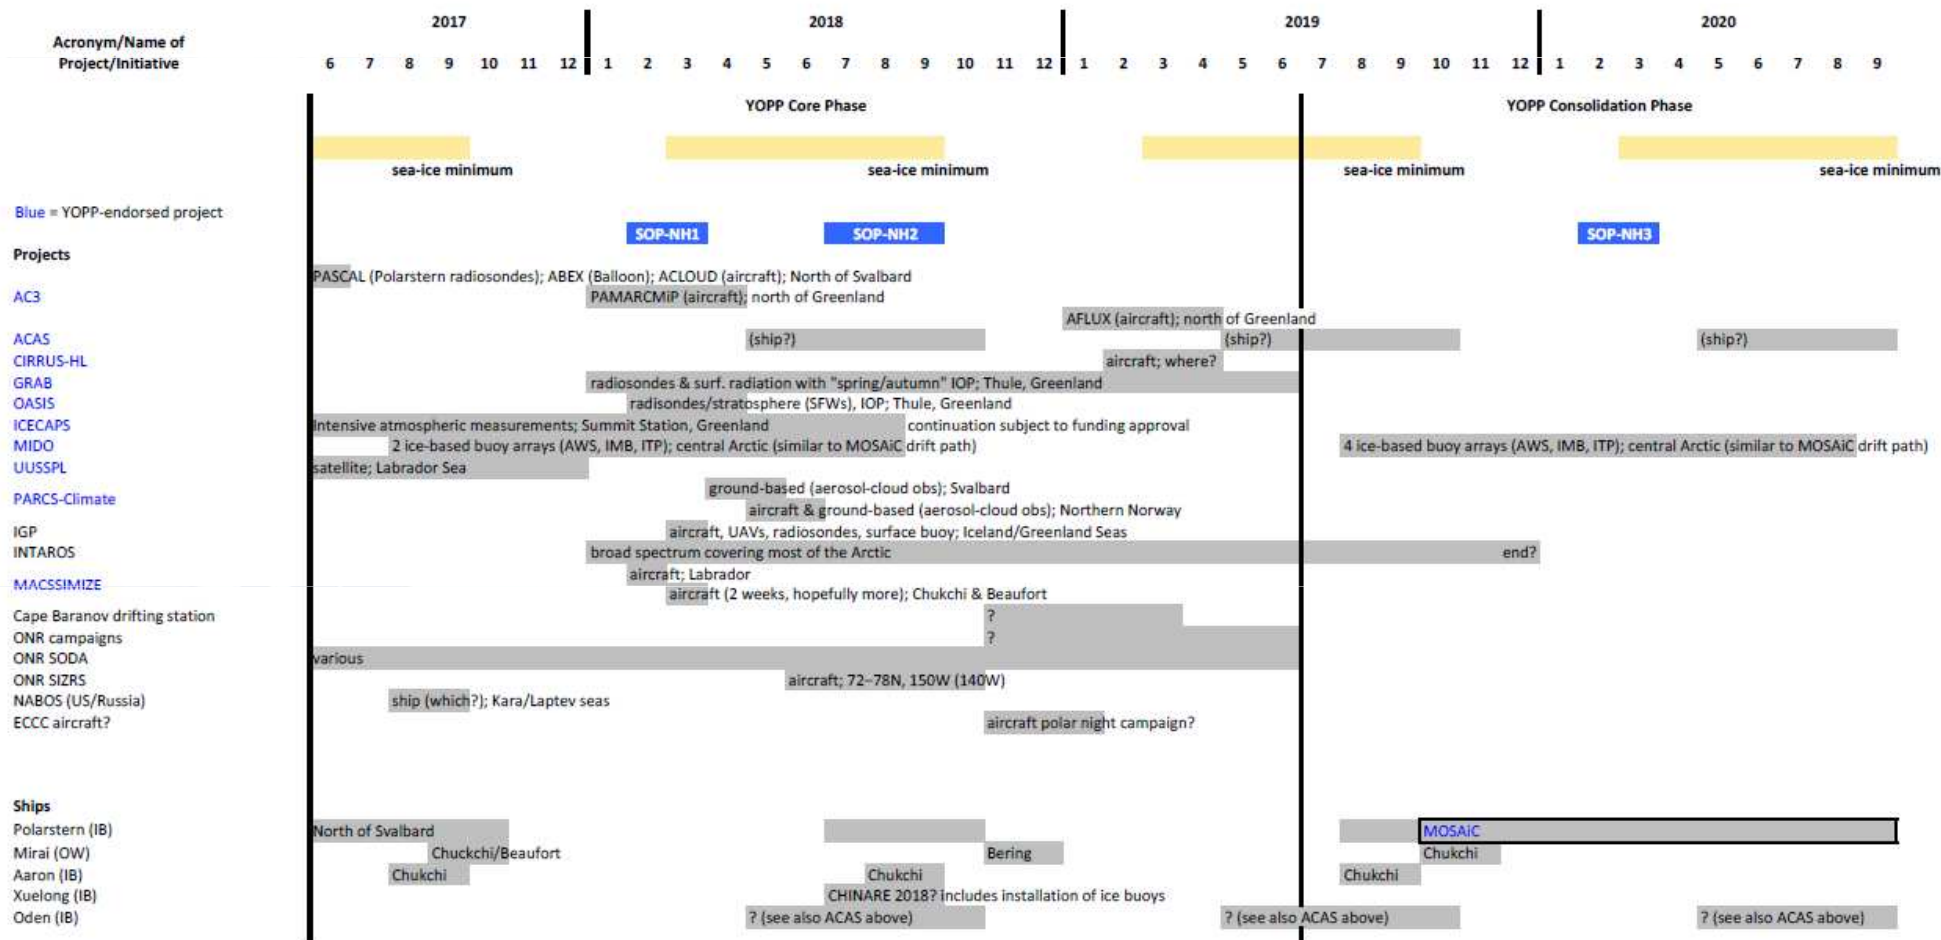 2017 2018 2019 2020
Acronym/Name of
Project/Initiative
6 7 8 9 10 11 12 1 2 3 4 5 6 7 8 9 10 11 12 1 2 3 4 5 6 7 8 9 10 11 12 1 2 3 4 5 6 7 8 9
YOPP Core Phase YOPP Consolidation Phase
sea-ice minimum sea-ice minimum sea-ice minimum sea-ice minimum
Blue = YOPP-endorsed project
SOP-NH1 SOP-NH2 SOP-NH3
Projects
PASCAL (Polarstern radiosondes); ABEX (Balloon); ACLOUD (aircraft); North of Svalbard
AC3 PAMARCMiP (aircraft); north of Greenland
AFLUX (aircraft); north of Greenland
ACAS (ship?) (ship?) (ship?)
CIRRUS-HL aircraft; where?
GRAB radiosondes & surf. radiation with "spring/autumn" IOP; Thule, Greenland
OASIS radisondes/stratosphere (SFWs), IOP; Thule, Greenland
ICECAPS Intensive atmospheric measurements; Summit Station, Greenland continuation subject to funding approval
MIDO 2 ice-based buoy arrays (AWS, IMB, ITP); central Arctic (similar to MOSAiC drift path) 4 ice-based buoy arrays (AWS, IMB, ITP); central Arctic (similar to MOSAiC drift path)
UUSSPL satellite; Labrador Sea
ground-based (aerosol-cloud obs); Svalbard
PARCS-Climate
aircraft & ground-based (aerosol-cloud obs); Northern Norway
IGP aircraft, UAVs, radiosondes, surface buoy; Iceland/Greenland Seas
INTAROS broad spectrum covering most of the Arctic end?
aircraft; Labrador
MACSSIMIZE
aircraft (2 weeks, hopefully more); Chukchi & Beaufort
Cape Baranov drifting station ?
ONR campaigns ?
ONR SODA various
ONR SIZRS aircraft; 72–78N, 150W (140W)
NABOS (US/Russia) ship (which?); Kara/Laptev seas
ECCC aircraft? aircraft polar night campaign?
Ships
Polarstern (IB) North of Svalbard MOSAiC
Mirai (OW) Chuckchi/Beaufort Bering Chukchi
Aaron (IB) Chukchi Chukchi Chukchi
Xuelong (IB) CHINARE 2018? includes installation of ice buoys
Oden (IB) ? (see also ACAS above) ? (see also ACAS above) ? (see also ACAS above)